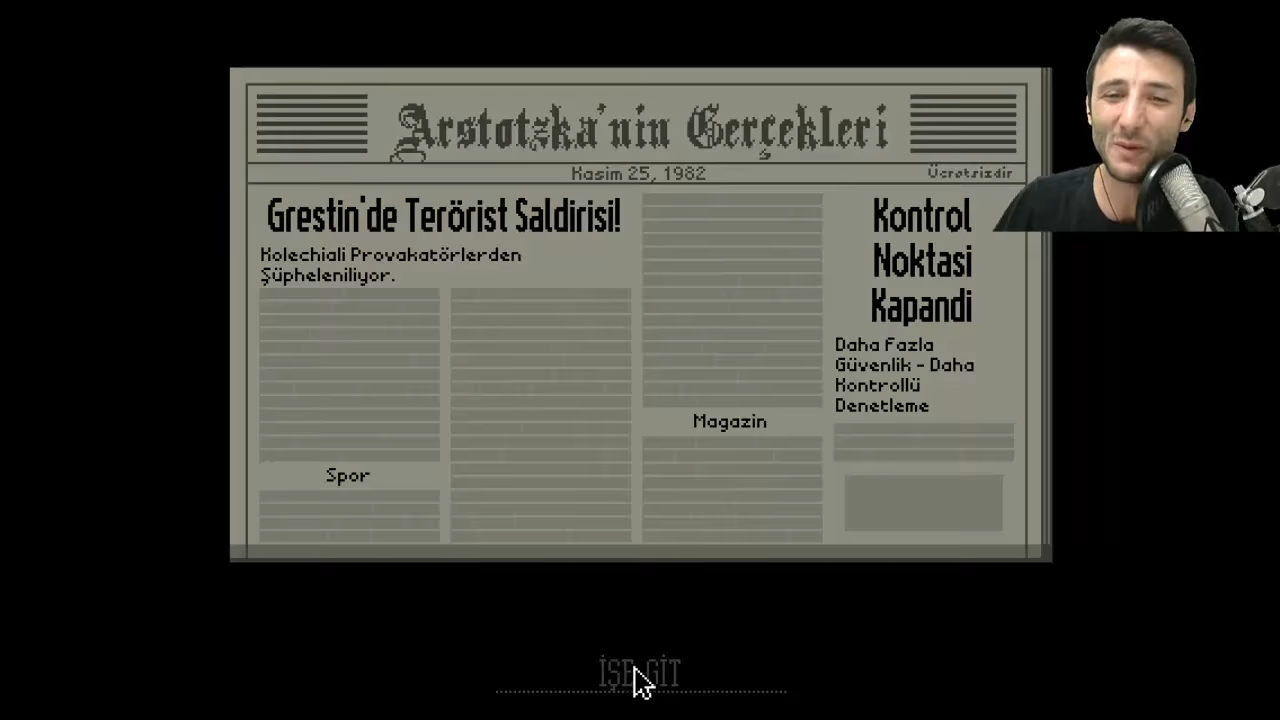 Arstotzka'nin Gerçekleri
Kasim 25, 1982
Ücretsizdir
Grestin'de Terörist Saldirisi!
Kolechiali Provakatörlerden
Şüpheleniliyor.
Spor
Magazin
Kontrol
Noktasi
Kapandi
Daha Fazla
Güvenlik - Daha
Kontrollü
Denetleme
İŞE GİT